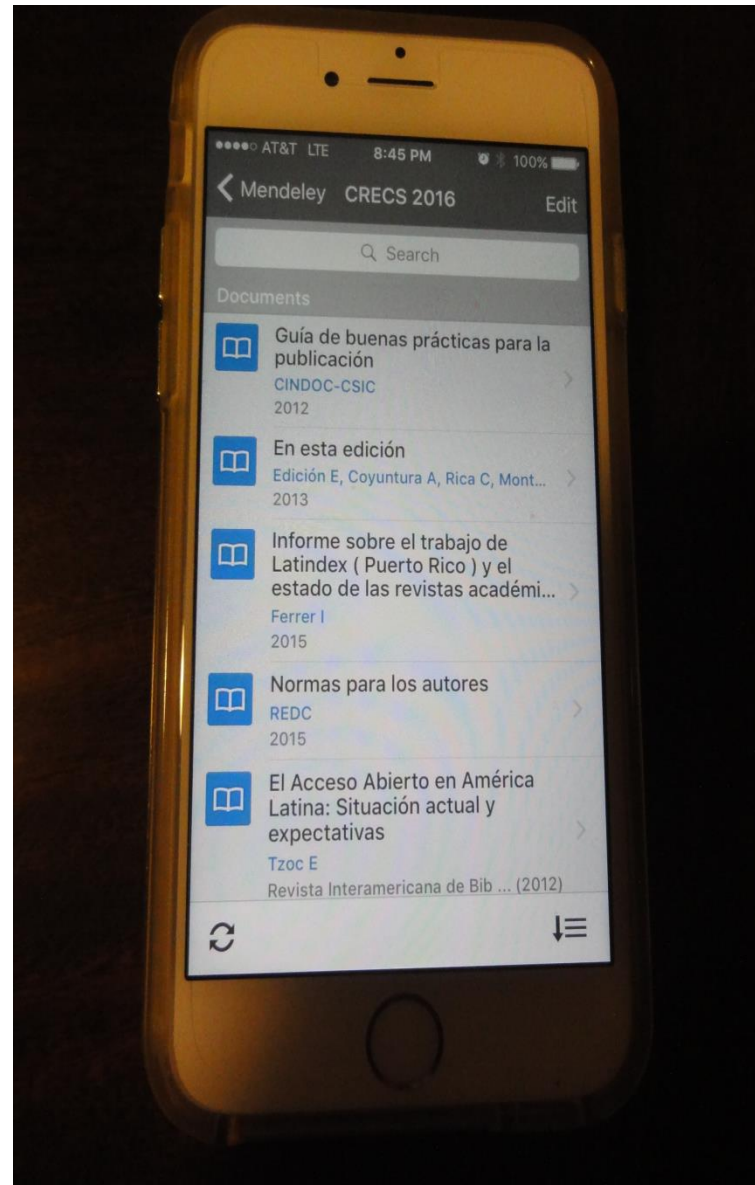 AT&T LTE 8:45 PM 100%
Mendeley CRECS 2016 Edit
Search
Documents
Guía de buenas prácticas para la
publicación
CINDOC-CSIC
2012
En esta edición
Edición E, Coyuntura A, Rica C, Mont...
2013
Informe sobre el trabajo de
Latindex ( Puerto Rico ) y el
estado de las revistas académi...
Ferrer I
2015
Normas para los autores
REDC
2015
El Acceso Abierto en América
Latina: Situación actual y
expectativas
Tzoc E
Revista Interamericana de Bib ... (2012)